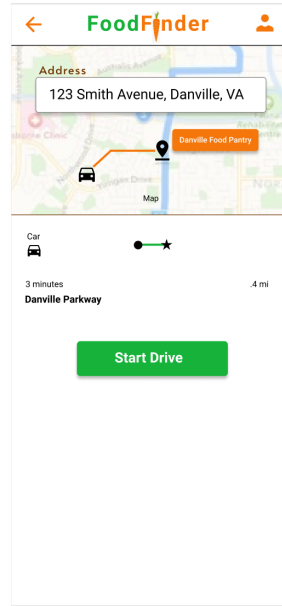 FoodFinder
Address
123 Smith Avenue, Danville, VA
Danville Food Pantry
Map
Car
3 minutes
.4 mi
Danville Parkway
Start Drive